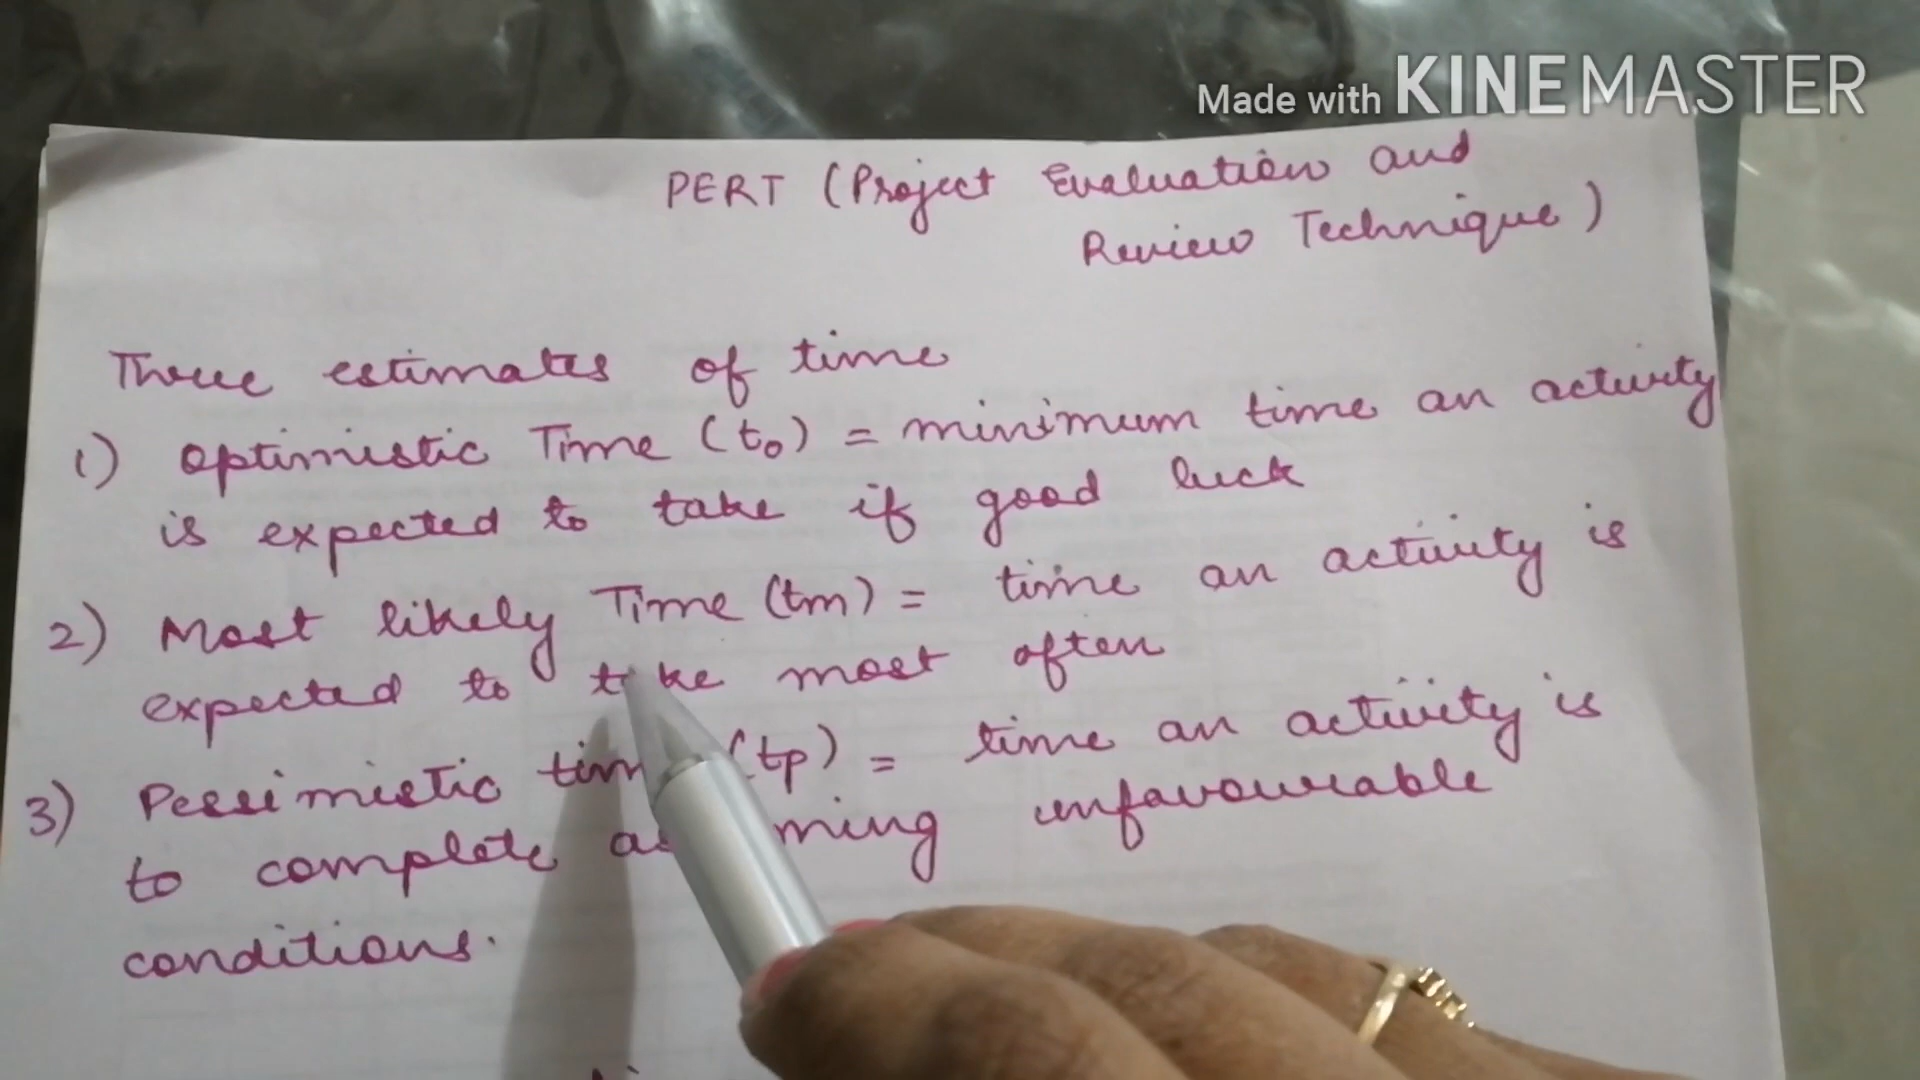 Made with KINEMASTER
PERT (Project Evaluation and
Review Technique)
Three estimates of time
1) Optimistic Time (to) = minimum time an activity
is expected to take if good luck
2) Most likely Time (tm) = time an activity is
expected to take most often
3) Pessimistic time (tp) = time an activity is
to complete assuming unfavourable
conditions.